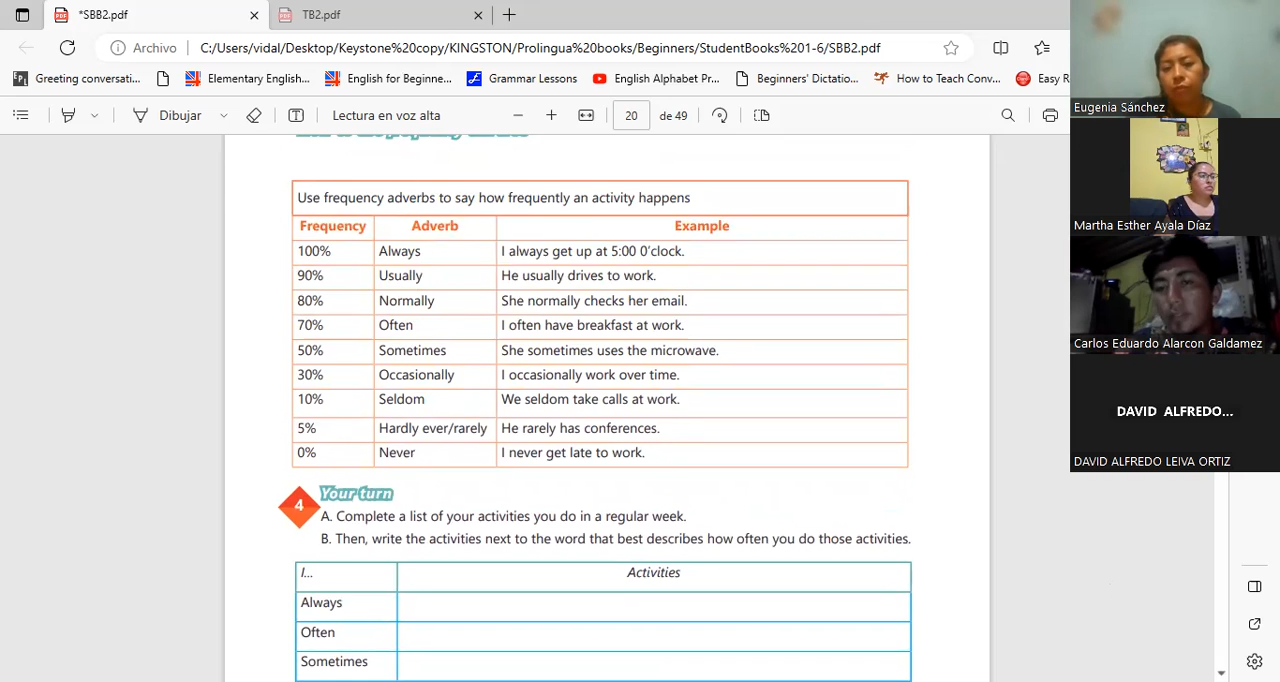 *SBB2.pdf
TB2.pdf
Archivo
C:/Users/vidal/Desktop/Keystone%20copy/KINGSTON/Prolingua%20books/Beginners/StudentBooks%201-6/SBB2.pdf
Greeting conversati...
Elementary English...
English for Beginne...
Grammar Lessons
English Alphabet Pr...
Beginners' Dictatio...
How to Teach Conv...
Easy R
Dibujar
Lectura en voz alta
20
de 49
Use frequency adverbs to say how frequently an activity happens
Frequency Adverb Example
100% Always I always get up at 5:00 0'clock.
90% Usually He usually drives to work.
80% Normally She normally checks her email.
70% Often I often have breakfast at work.
50% Sometimes She sometimes uses the microwave.
30% Occasionally I occasionally work over time.
10% Seldom We seldom take calls at work.
5% Hardly ever/rarely He rarely has conferences.
0% Never I never get late to work.
4 Your turn
A. Complete a list of your activities you do in a regular week.
B. Then, write the activities next to the word that best describes how often you do those activities.
I... Activities
Always
Often
Sometimes
Eugenia Sánchez
Martha Esther Ayala Díaz
Carlos Eduardo Alarcon Galdamez
DAVID ALFREDO...
DAVID ALFREDO LEIVA ORTIZ